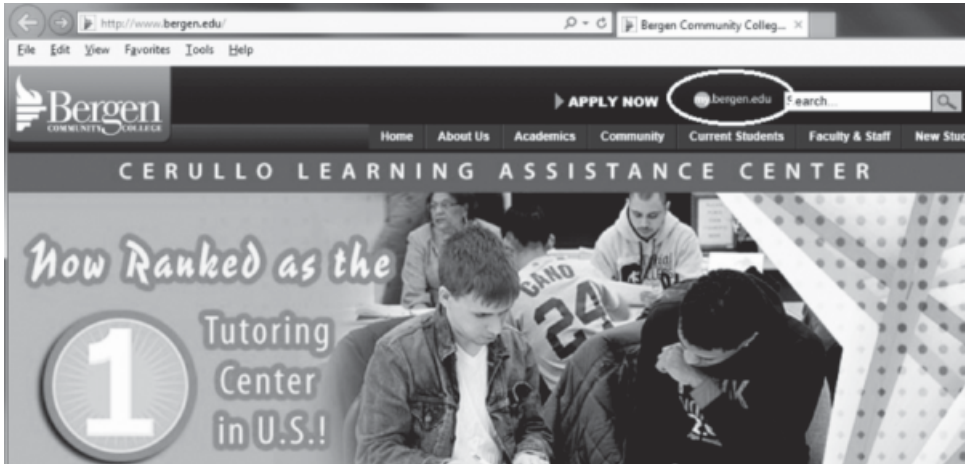 http://www.bergen.edu/
Bergen Community Colleg...
File Edit View Favorites Tools Help
Bergen
COMMUNITY COLLEGE
APPLY NOW
my.bergen.edu
Search...
Home About Us Academics Community Current Students Faculty & Staff New Stud
CERULLO LEARNING ASSISTANCE CENTER
Now Ranked as the
1
Tutoring
Center
in U.S.!
CANO
24